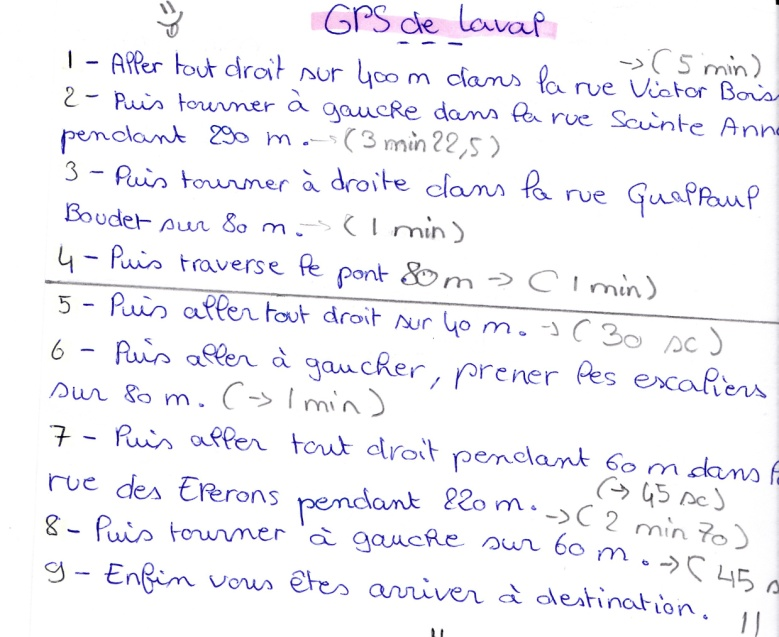 GPS de Laval
1 - Aller tout droit sur 400 m dans la rue Victor Bois →(5 min)
2 - Puis tourner à gauche dans la rue Sainte Ann
pendant 290 m. → (3 min 22,5)
3 - Puis tourner à droite dans la rue Quallaul
Boudet sur 80 m. → (1 min)
4 - Puis traverse le pont 80 m → (1 min)
5 - Puis aller tout droit sur 40 m. → (30 sc)
6 - Puis aller à gaucher, prener les escaliers
sur 80 m. (→ 1 min)
7 - Puis aller tout droit pendant 60 m dans l
(→ 45 sc)
rue des Eperons pendant 220 m. →(2 min 70)
8 - Puis tourner à gauche sur 60 m. →(45 s
9 - Enfin vous êtes arriver à destination.